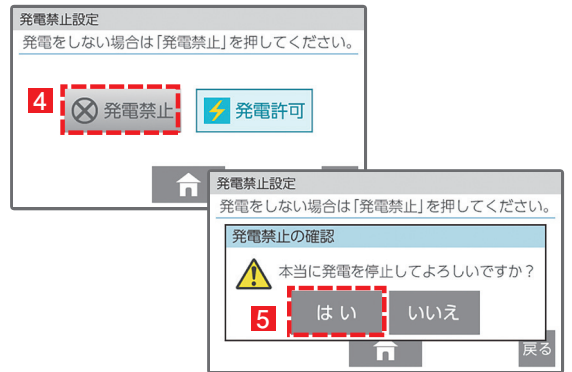 発電禁止設定
発電をしない場合は「発電禁止」を押してください。
4
発電禁止
発電許可
発電禁止設定
発電をしない場合は「発電禁止」を押してください。
発電禁止の確認
本当に発電を停止してよろしいですか？
5
はい
いいえ
戻る